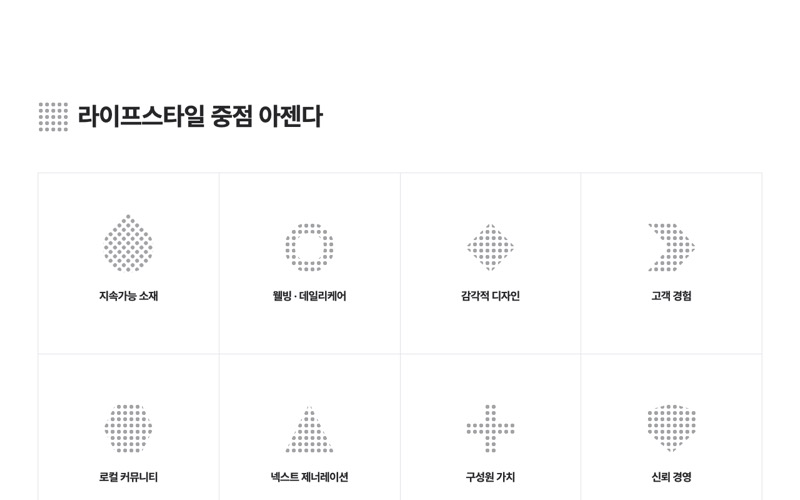 라이프스타일 중점 아젠다
지속가능 소재
웰빙 · 데일리케어
감각적 디자인
고객 경험
로컬 커뮤니티
넥스트 제너레이션
구성원 가치
신뢰 경영